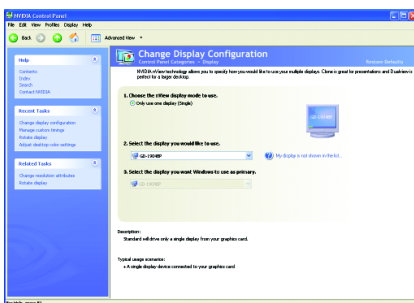 NVIDIA Control Panel
File Edit View Profiles Display Help
Back Advanced View
Help
Contents
Index
Search
Contact NVIDIA
Recent Tasks
Change display configuration
Manage custom timings
Rotate display
Adjust desktop color settings
Related Tasks
Change resolution attributes
Rotate display
Change Display Configuration
Control Panel Categories > Display
Restore Defaults
NVIDIA nView technology allows you to specify how you would like to use your multiple displays. Clone is great for presentations and Dualview is
perfect for a larger desktop.
1. Choose the nView display mode to use.
Only use one display (Single)
2. Select the display you would like to use.
My display is not shown in the list...
3. Select the display you want Windows to use as primary.
Description:
Standard will drive only a single display from your graphics card.
Typical usage scenarios:
• A single display device connected to your graphics card